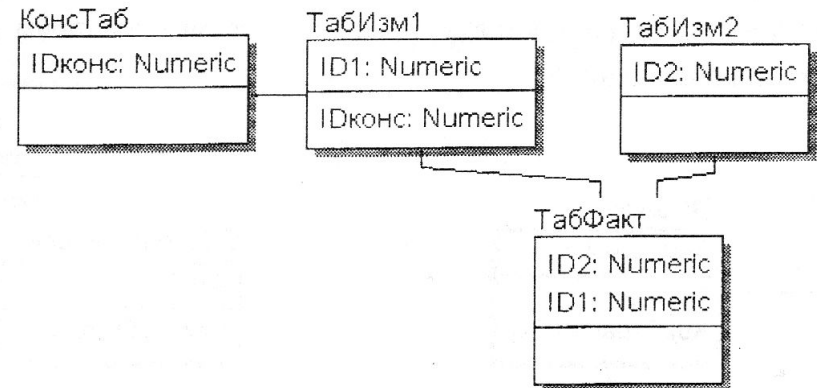 КонсТаб
IDконс: Numeric
ТабИзм1
ID1: Numeric
IDконс: Numeric
ТабИзм2
ID2: Numeric
ТабФакт
ID2: Numeric
ID1: Numeric